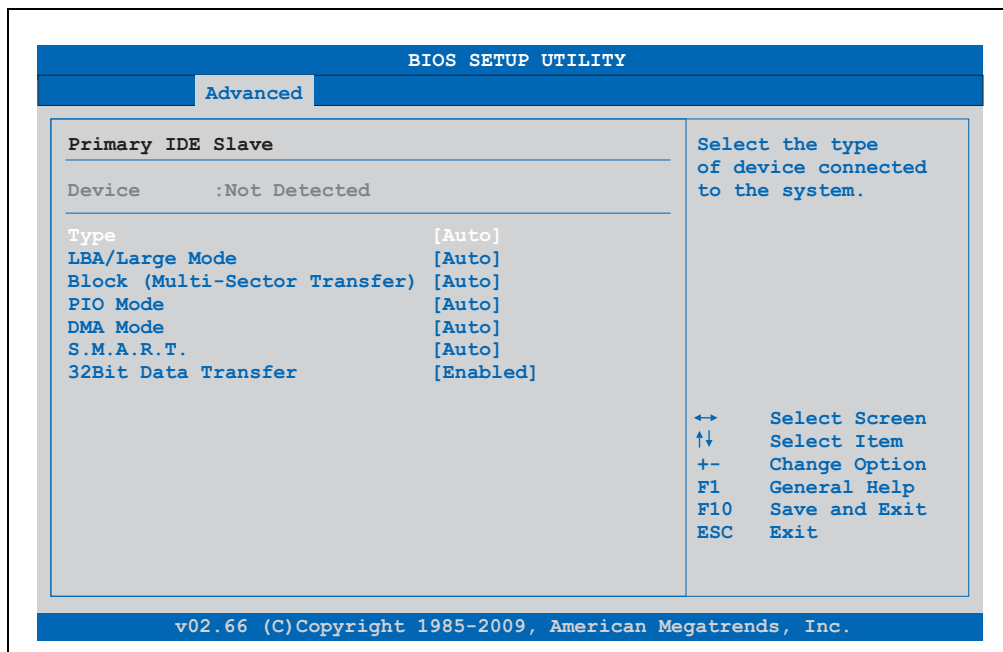 BIOS SETUP UTILITY
Advanced
Primary IDE Slave
Device :Not Detected
Type [Auto]
LBA/Large Mode [Auto]
Block (Multi-Sector Transfer) [Auto]
PIO Mode [Auto]
DMA Mode [Auto]
S.M.A.R.T. [Auto]
32Bit Data Transfer [Enabled]
Select the type
of device connected
to the system.
↔ Select Screen
↑↓ Select Item
+- Change Option
F1 General Help
F10 Save and Exit
ESC Exit
v02.66 (C)Copyright 1985-2009, American Megatrends, Inc.